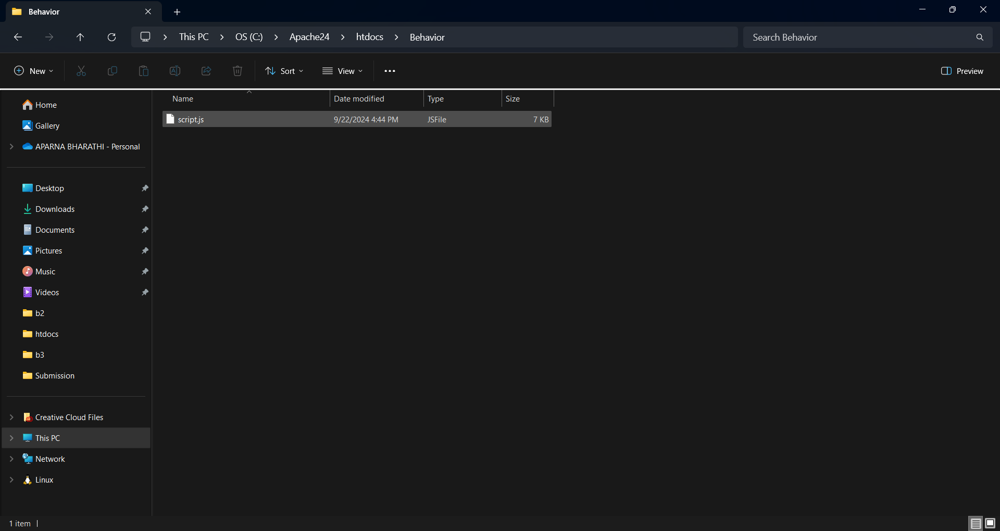 Behavior
This PC
OS (C:)
Apache24
htdocs
Behavior
Search Behavior
New
Sort
View
Preview
Name
Date modified
Type
Size
script.js
9/22/2024 4:44 PM
JSFile
7 KB
Home
Gallery
APARNA BHARATHI - Personal
Desktop
Downloads
Documents
Pictures
Music
Videos
b2
htdocs
b3
Submission
Creative Cloud Files
This PC
Network
Linux
1 item